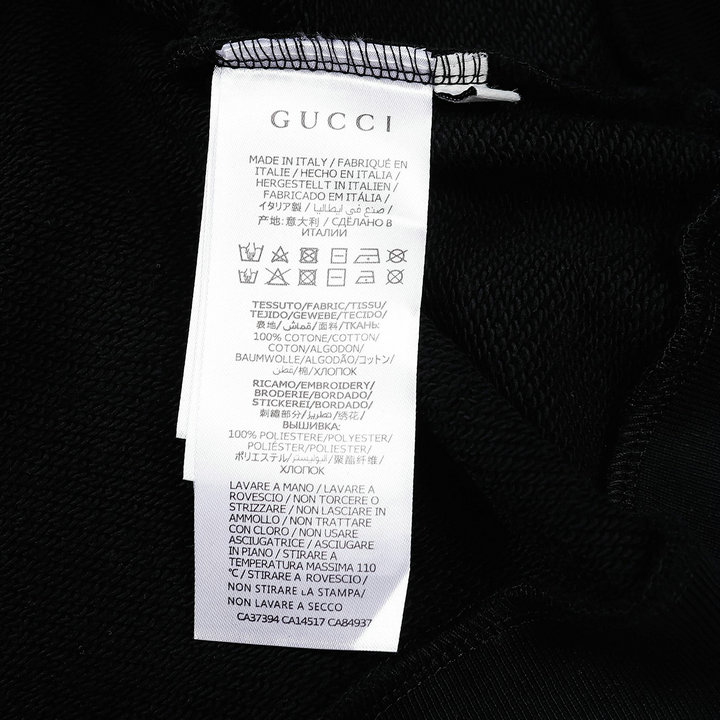 GUCCI
MADE IN ITALY / FABRIQUÉ EN
ITALIE / HECHO EN ITALIA /
HERGESTELLT IN ITALIEN /
FABRICADO EM ITÁLIA /
イタリア製 / صنع في ايطاليا /
产地: 意大利 / СДЕЛАНО В
ИТАЛИИ
TESSUTO/FABRIC/TISSU/
TEJIDO/GEWEBE/TECIDO/
表地/قماش/面料/ТКАНЬ:
100% COTONE/COTTON/
COTON/ALGODON/
BAUMWOLLE/ALGODÃO/コットン/
قطن/棉/ХЛОПОК
RICAMO/EMBROIDERY/
BRODERIE/BORDADO/
STICKEREI/BORDADO/
刺繍部分/تطريز/绣花/
ВЫШИВКА:
100% POLIESTERE/POLYESTER/
POLIÉSTER/POLYESTER/
ポリエステル/البوليستر/聚酯纤维/
ХЛОПОК
LAVARE A MANO / LAVARE A
ROVESCIO / NON TORCERE O
STRIZZARE / NON LASCIARE IN
AMMOLLO / NON TRATTARE
CON CLORO / NON USARE
ASCIUGATRICE / ASCIUGARE
IN PIANO / STIRARE A
TEMPERATURA MASSIMA 110
°C / STIRARE A ROVESCIO /
NON STIRARE LA STAMPA/
NON LAVARE A SECCO
CA37394 CA14517 CA84937